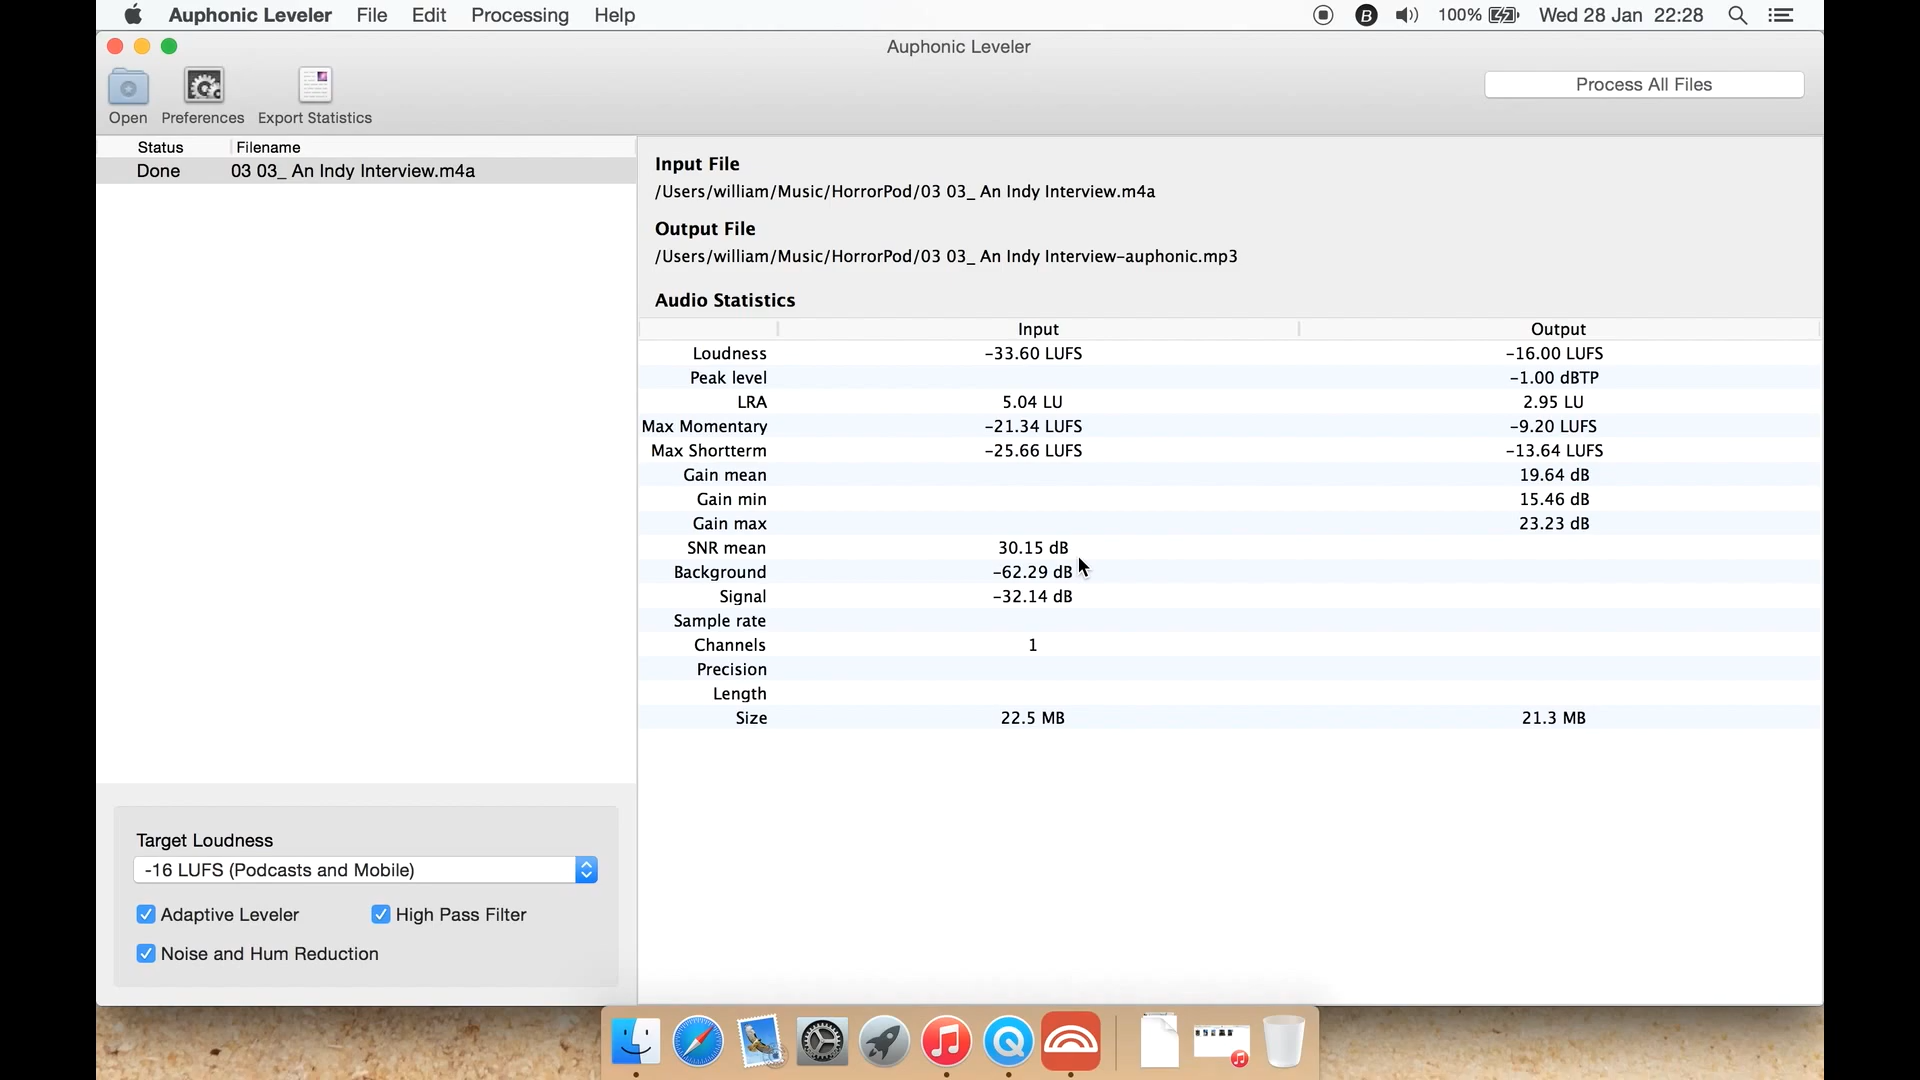 Auphonic Leveler File Edit Processing Help 100% Wed 28 Jan 22:28
Auphonic Leveler
Open Preferences Export Statistics Process All Files
Status Filename
Done 03 03_ An Indy Interview.m4a
Input File
/Users/william/Music/HorrorPod/03 03_ An Indy Interview.m4a
Output File
/Users/william/Music/HorrorPod/03 03_ An Indy Interview-auphonic.mp3
Audio Statistics
Input Output
Loudness -33.60 LUFS -16.00 LUFS
Peak level -1.00 dBTP
LRA 5.04 LU 2.95 LU
Max Momentary -21.34 LUFS -9.20 LUFS
Max Shortterm -25.66 LUFS -13.64 LUFS
Gain mean 19.64 dB
Gain min 15.46 dB
Gain max 23.23 dB
SNR mean 30.15 dB
Background -62.29 dB
Signal -32.14 dB
Sample rate
Channels 1
Precision
Length
Size 22.5 MB 21.3 MB
Target Loudness
-16 LUFS (Podcasts and Mobile)
Adaptive Leveler High Pass Filter
Noise and Hum Reduction